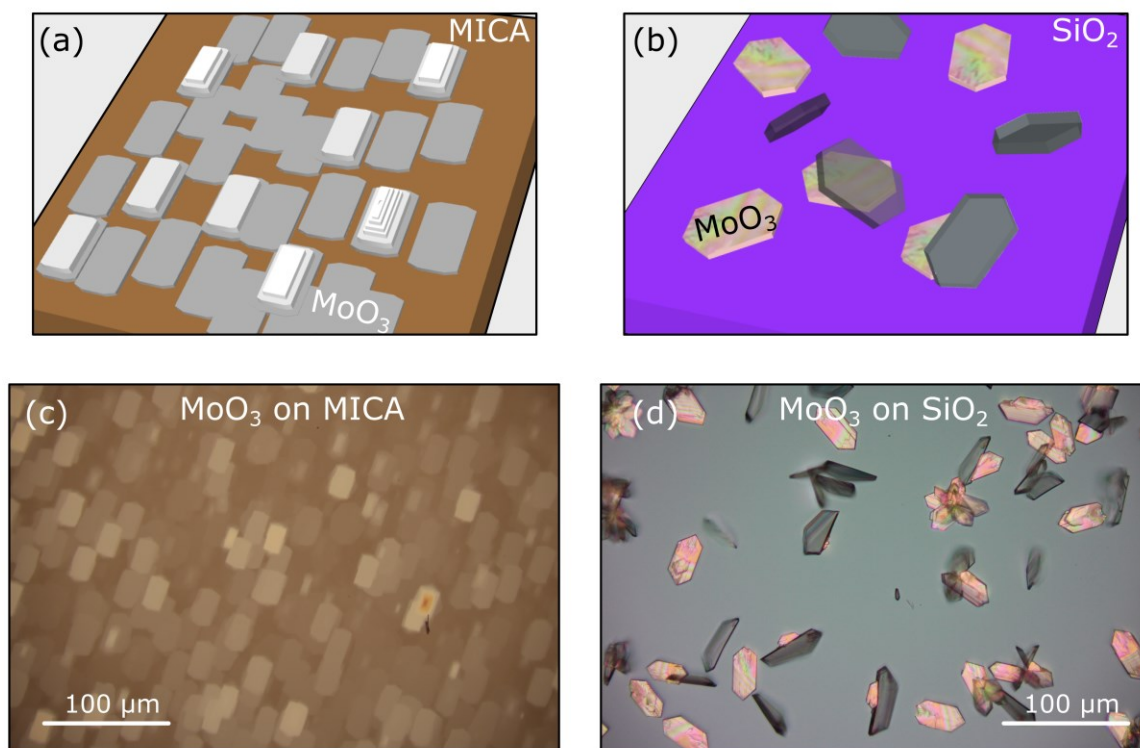 (a) MICA
MoO₃
(b) SiO₂
MoO₃
(c) MoO₃ on MICA
100 µm
(d) MoO₃ on SiO₂
100 µm